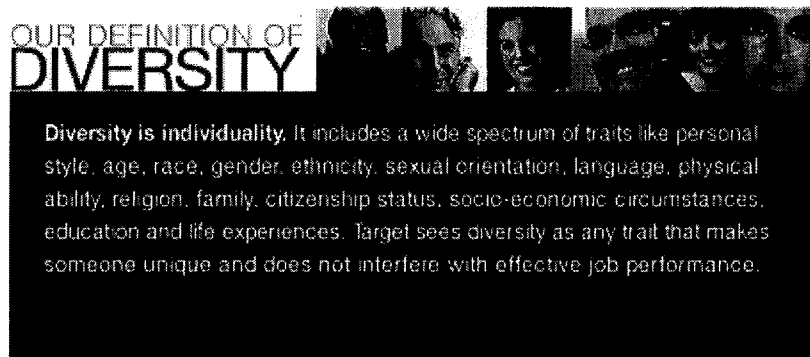 OUR DEFINITION OF
DIVERSITY
Diversity is individuality. It includes a wide spectrum of traits like personal
style, age, race, gender, ethnicity, sexual orientation, language, physical
ability, religion, family, citizenship status, socio-economic circumstances,
education and life experiences. Target sees diversity as any trait that makes
someone unique and does not interfere with effective job performance.